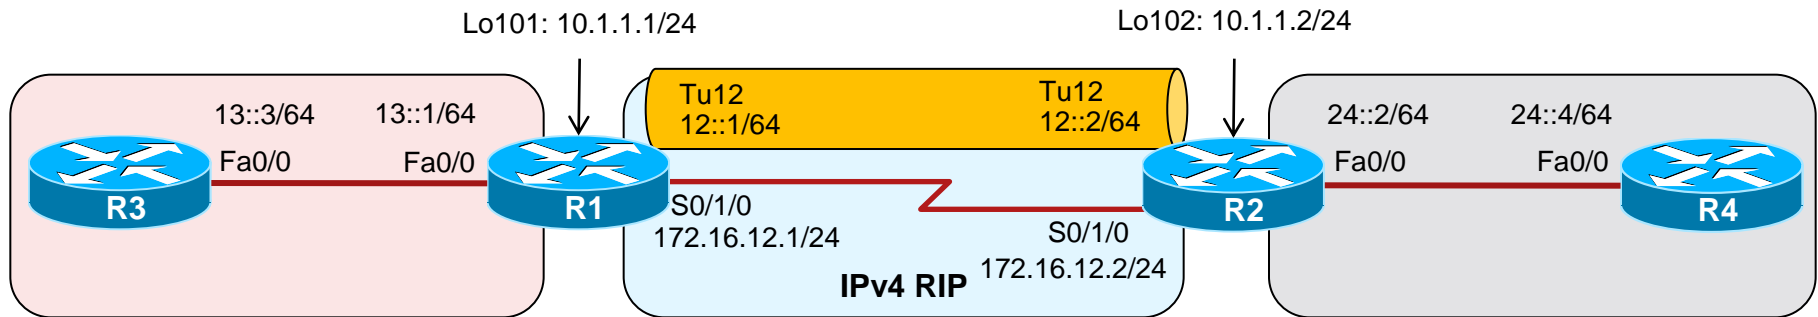 Lo101: 10.1.1.1/24
Lo102: 10.1.1.2/24
13::3/64
13::1/64
Tu12
12::1/64
Tu12
12::2/64
24::2/64
24::4/64
Fa0/0
Fa0/0
Fa0/0
Fa0/0
R3
R1
R2
R4
S0/1/0
172.16.12.1/24
S0/1/0
172.16.12.2/24
IPv4 RIP